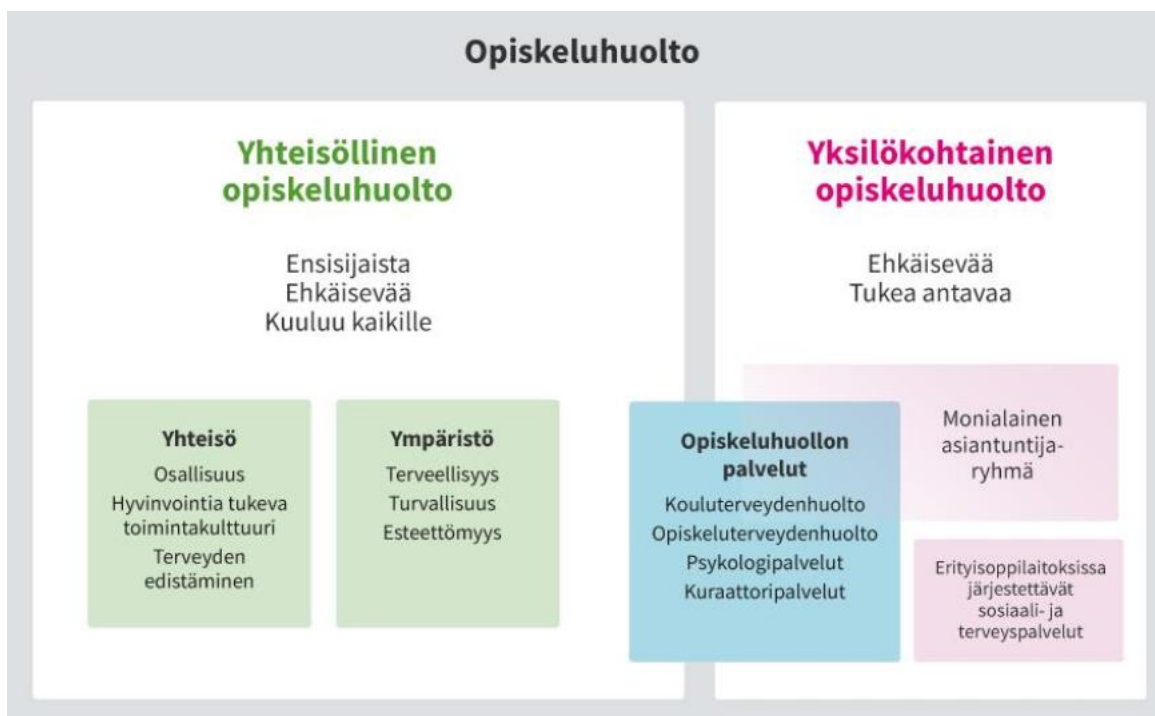 Opiskeluhuolto
Yhteisöllinen
opiskeluhuolto
Ensisijaista
Ehkäisevää
Kuuluu kaikille
Yhteisö
Osallisuus
Hyvinvointia tukeva
toimintakulttuuri
Terveyden
edistäminen
Ympäristö
Terveellisyys
Turvallisuus
Esteettömyys
Opiskeluhuollon
palvelut
Kouluterveydenhuolto
Opiskeluterveydenhuolto
Psykologipalvelut
Kuraattoripalvelut
Yksilökohtainen
opiskeluhuolto
Ehkäisevää
Tukea antavaa
Monialainen
asiantuntija-
ryhmä
Erityisoppilaitoksissa
järjestettävät
sosiaali- ja
terveyspalvelut